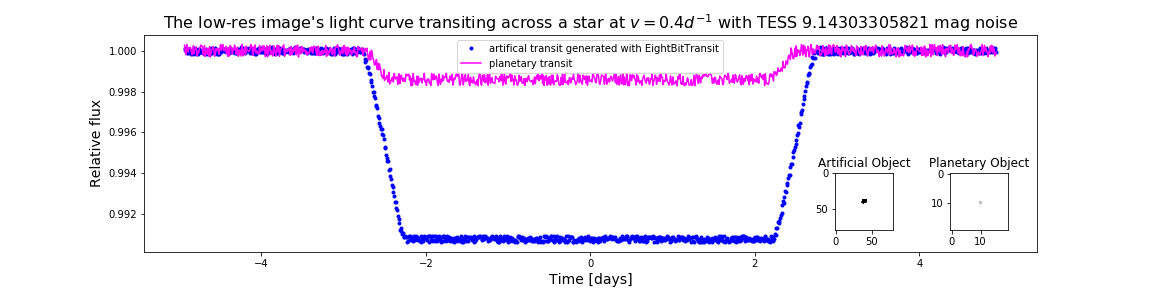 The low-res image's light curve transiting across a star at v = 0.4d⁻¹ with TESS 9.14303305821 mag noise
artifical transit generated with EightBitTransit
planetary transit
Relative flux
1.000
0.998
0.996
0.994
0.992
Artificial Object
0
50
0 50
Planetary Object
0
10
0 10
−4 −2 0 2 4
Time [days]